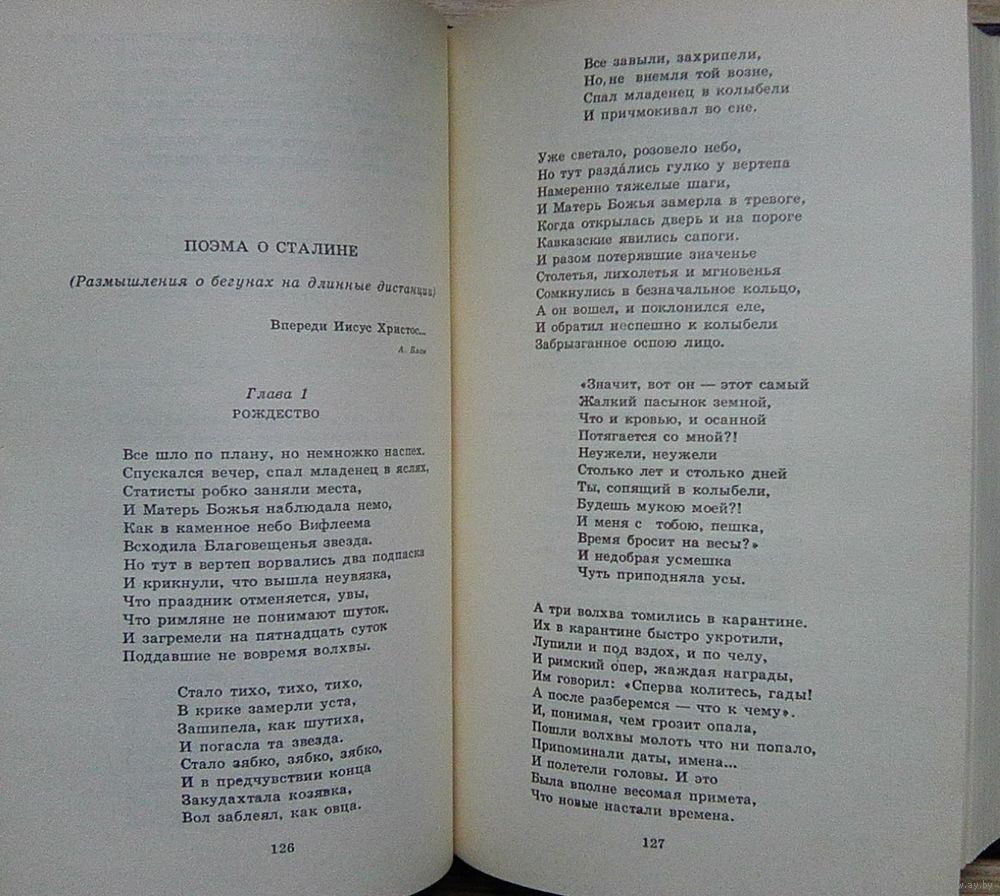 ПОЭМА О СТАЛИНЕ
(Размышления о бегунах на длинные дистанции)
Впереди Иисус Христос...
А. Блок
Глава 1
РОЖДЕСТВО
Все шло по плану, но немножко наспех.
Спускался вечер, спал младенец в яслях,
Статисты робко заняли места,
И Матерь Божья наблюдала немо,
Как в каменное небо Вифлеема
Всходила Благовещенья звезда.
Но тут в вертеп ворвались два подпаска
И крикнули, что вышла неувязка,
Что праздник отменяется, увы,
Что римляне не понимают шуток.
И загремели на пятнадцать суток
Поддавшие не вовремя волхвы.
Стало тихо, тихо, тихо,
В крике замерли уста,
Зашипела, как шутиха,
И погасла та звезда.
Стало зябко, зябко, зябко,
И в предчувствии конца
Закудахтала козявка,
Вол заблеял, как овца.
126
Все завыли, захрипели,
Но, не внемля той возне,
Спал младенец в колыбели
И причмокивал во сне.
Уже светало, розовело небо,
Но тут разда́лись гулко у вертепа
Намеренно тяжелые шаги,
И Матерь Божья замерла в тревоге,
Когда открылась дверь и на пороге
Кавказские явились сапоги.
И разом потерявшие значенье
Столетья, лихолетья и мгновенья
Сомкнулись в безначальное кольцо,
А он вошел, и поклонился еле,
И обратил неспешно к колыбели
Забрызганное оспою лицо.
«Значит, вот он — этот самый
Жалкий пасынок земной,
Что и кровью, и осанной
Потягается со мной?!
Неужели, неужели
Столько лет и столько дней
Ты, сопящий в колыбели,
Будешь мукою моей?!
И меня с тобою, пешка,
Время бросит на весы?»
И недобрая усмешка
Чуть приподняла усы.
А три волхва томились в карантине.
Их в карантине быстро укротили,
Лупили и под вздох, и по челу,
И римский о́пер, жаждая награды,
Им говорил: «Сперва колитесь, гады!
А после разберемся — что к чему».
И, понимая, чем грозит опала,
Пошли волхвы молоть что ни попало,
Припоминали даты, имена...
И полетели головы. И это
Была вполне весомая примета,
Что новые настали времена.
127